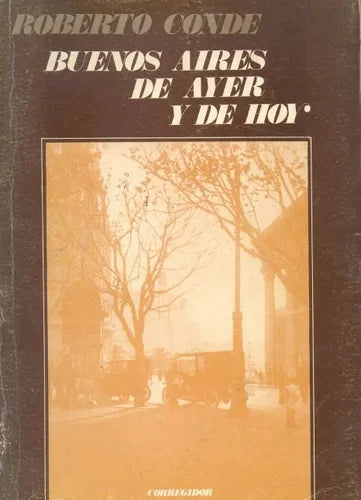 ROBERTO CONDE
BUENOS AIRES
DE AYER
Y DE HOY*
CORREGIDOR